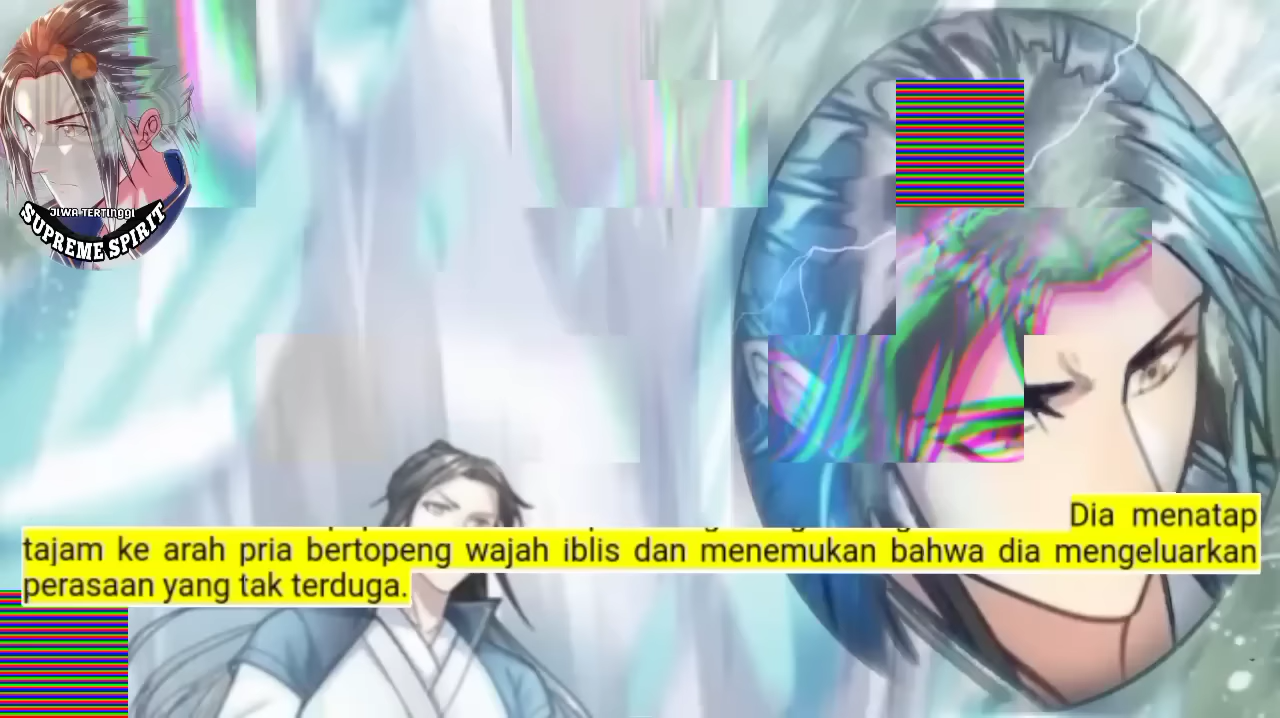 JIWA TERTINGGI
SUPREME SPIRIT
Dia menatap
tajam ke arah pria bertopeng wajah iblis dan menemukan bahwa dia mengeluarkan
perasaan yang tak terduga.